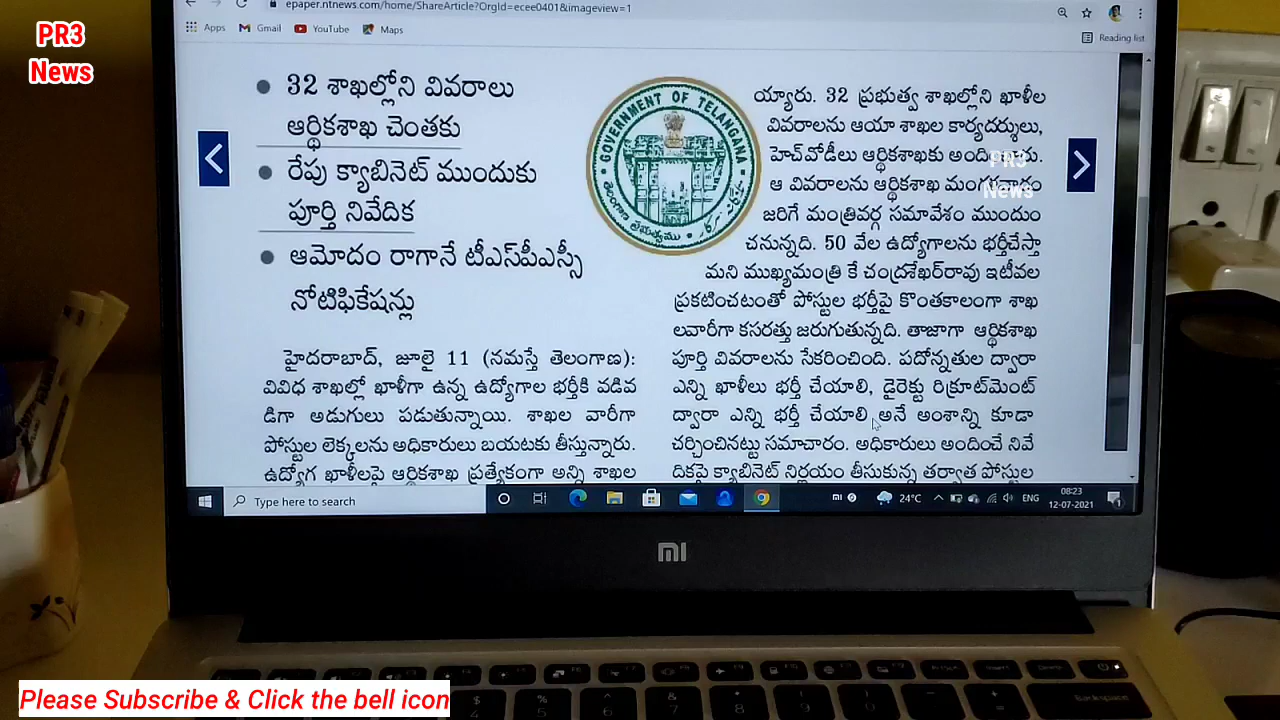 PR3
News
epaper.ntnews.com/home/ShareArticle?OrgId=ecee0401&imageview=1
Apps Gmail YouTube Maps
Reading list
32 శాఖల్లోని వివరాలు
ఆర్థికశాఖ చెంతకు
రేపు క్యాబినెట్ ముందుకు
పూర్తి నివేదిక
ఆమోదం రాగానే టీఎస్‌పీఎస్సీ
నోటిఫికేషన్లు
హైదరాబాద్, జూలై 11 (నమస్తే తెలంగాణ):
వివిధ శాఖల్లో ఖాళీగా ఉన్న ఉద్యోగాల భర్తీకి వడివ
డిగా అడుగులు పడుతున్నాయి. శాఖల వారీగా
పోస్టుల లెక్కలను అధికారులు బయటకు తీస్తున్నారు.
ఉద్యోగ ఖాళీలపై ఆర్థికశాఖ ప్రత్యేకంగా అన్ని శాఖల
GOVERNMENT OF TELANGANA
తెలంగాణ ప్రభుత్వము
య్యారు. 32 ప్రభుత్వ శాఖల్లోని ఖాళీల
వివరాలను ఆయా శాఖల కార్యదర్శులు,
హెచ్‌వోడీలు ఆర్థికశాఖకు
PR3
News
ఆ వివరాలను ఆర్థికశాఖ మంగళవారం
జరిగే మంత్రివర్గ సమావేశం ముందుం
చనున్నది. 50 వేల ఉద్యోగాలను భర్తీచేస్తా
మని ముఖ్యమంత్రి కే చంద్రశేఖర్‌రావు ఇటీవల
ప్రకటించటంతో పోస్టుల భర్తీపై కొంతకాలంగా శాఖ
లవారీగా కసరత్తు జరుగుతున్నది. తాజాగా ఆర్థికశాఖ
పూర్తి వివరాలను సేకరించింది. పదోన్నతుల ద్వారా
ఎన్ని ఖాళీలు భర్తీ చేయాలి, డైరెక్టు రిక్రూట్‌మెంట్
ద్వారా ఎన్ని భర్తీ చేయాలి అనే అంశాన్ని కూడా
చర్చించినట్టు సమాచారం. అధికారులు అందించే నివే
దికపై క్యాబినెట్ నిర్ణయం తీసుకున్న తర్వాత పోస్టుల
Type here to search
24°C
ENG
08:23
12-07-2021
mi
Please Subscribe & Click the bell icon